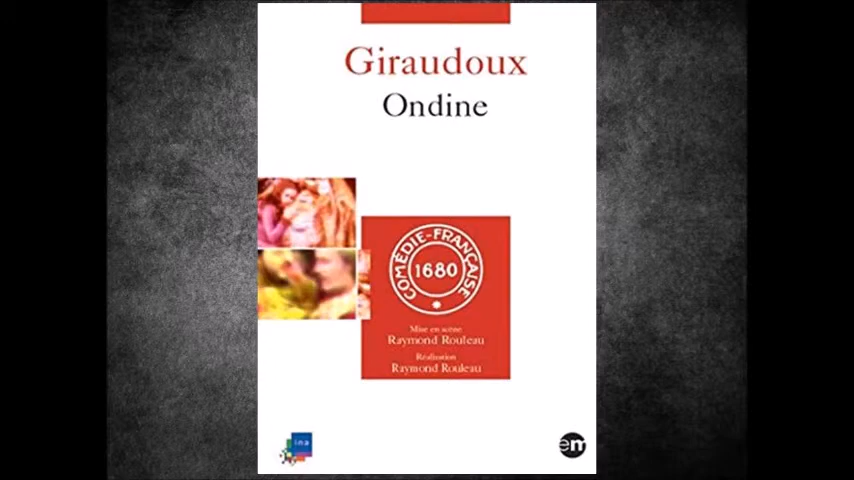 Giraudoux
Ondine
COMÉDIE-FRANÇAISE
1680
Mise en scène
Raymond Rouleau
Réalisation
Raymond Rouleau
ina
em